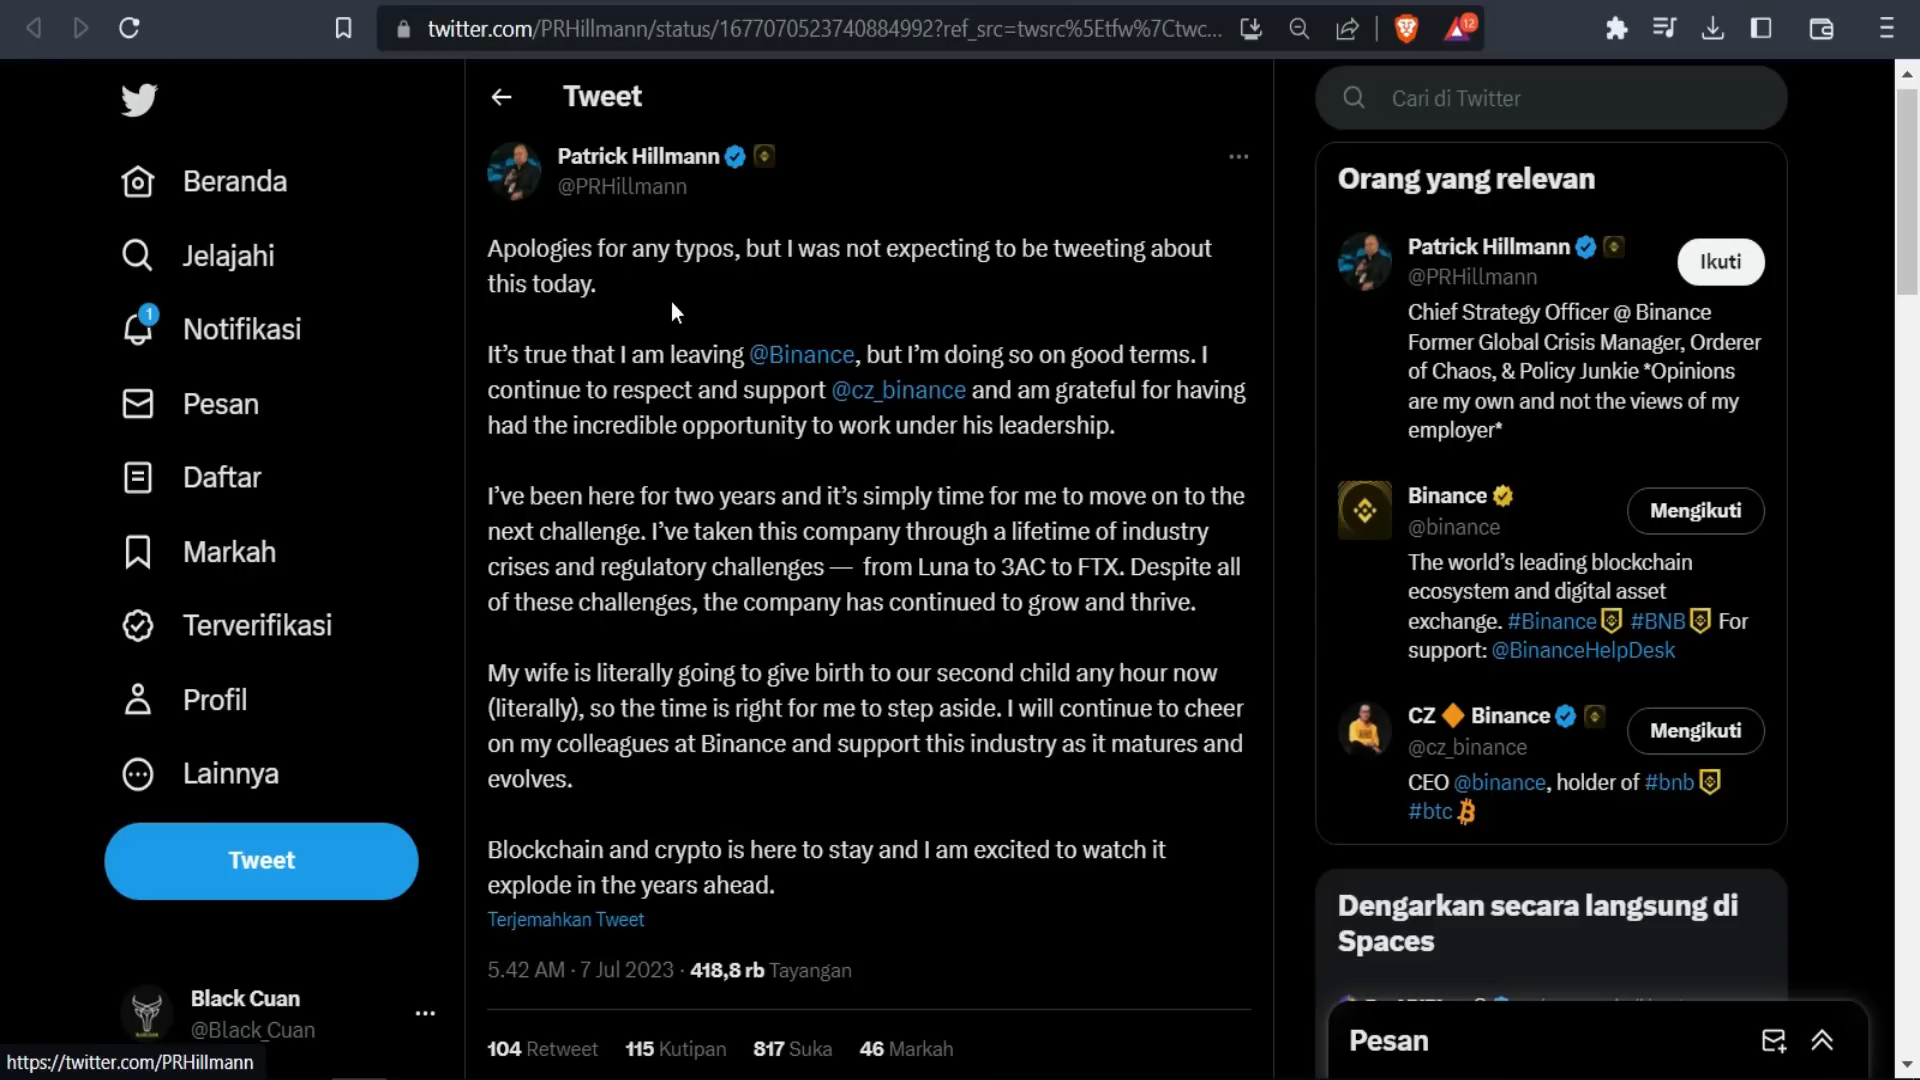 twitter.com/PRHillmann/status/1677070523740884992?ref_src=twsrc%5Etfw%7Ctwc...
12
Beranda
Jelajahi
1
Notifikasi
Pesan
Daftar
Markah
Terverifikasi
Profil
Lainnya
Tweet
Black Cuan
@Black_Cuan
https://twitter.com/PRHillmann
Tweet
Patrick Hillmann
@PRHillmann
Apologies for any typos, but I was not expecting to be tweeting about
this today.
It’s true that I am leaving @Binance, but I’m doing so on good terms. I
continue to respect and support @cz_binance and am grateful for having
had the incredible opportunity to work under his leadership.
I’ve been here for two years and it’s simply time for me to move on to the
next challenge. I’ve taken this company through a lifetime of industry
crises and regulatory challenges — from Luna to 3AC to FTX. Despite all
of these challenges, the company has continued to grow and thrive.
My wife is literally going to give birth to our second child any hour now
(literally), so the time is right for me to step aside. I will continue to cheer
on my colleagues at Binance and support this industry as it matures and
evolves.
Blockchain and crypto is here to stay and I am excited to watch it
explode in the years ahead.
Terjemahkan Tweet
5.42 AM · 7 Jul 2023 · 418,8 rb Tayangan
104 Retweet 115 Kutipan 817 Suka 46 Markah
Cari di Twitter
Orang yang relevan
Patrick Hillmann
@PRHillmann
Ikuti
Chief Strategy Officer @ Binance
Former Global Crisis Manager, Orderer
of Chaos, & Policy Junkie *Opinions
are my own and not the views of my
employer*
Binance
@binance
Mengikuti
The world’s leading blockchain
ecosystem and digital asset
exchange. #Binance #BNB For
support: @BinanceHelpDesk
CZ 🔶 Binance
@cz_binance
Mengikuti
CEO @binance, holder of #bnb
#btc
Dengarkan secara langsung di
Spaces
Pesan